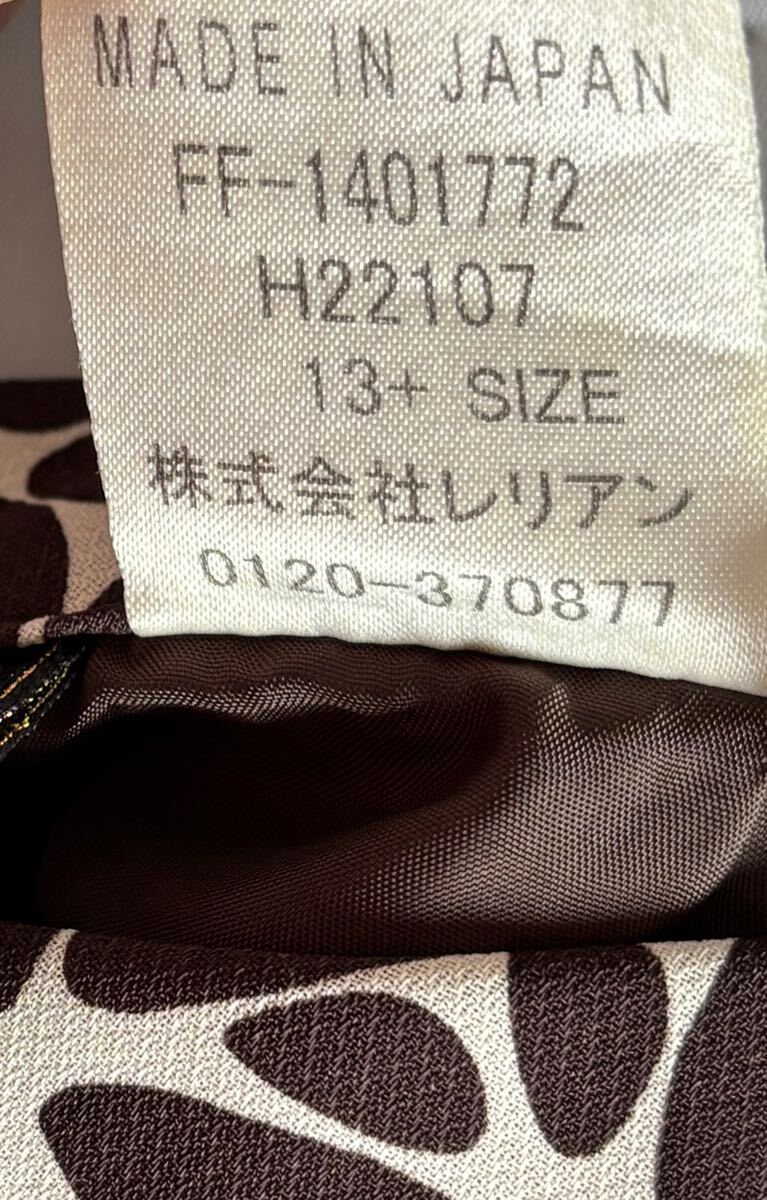 MADE IN JAPAN
FF-1401772
H22107
13+ SIZE
株式会社レリアン
0120-370877